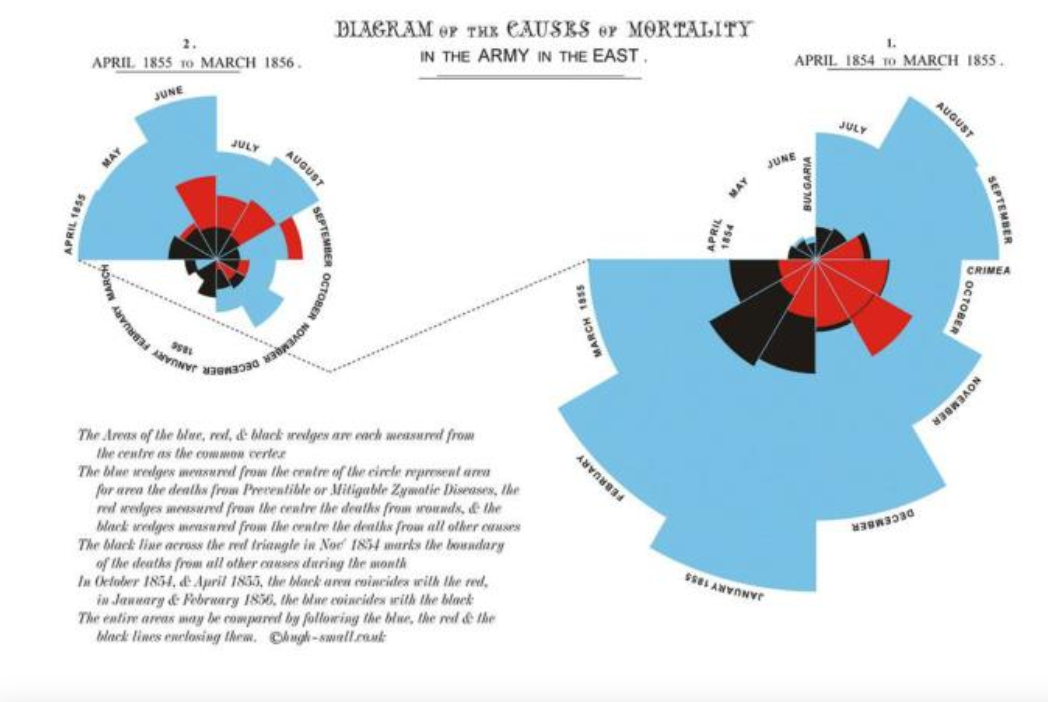 DIAGRAM OF THE CAUSES OF MORTALITY
IN THE ARMY IN THE EAST.
2.
APRIL 1855 TO MARCH 1856.
1.
APRIL 1854 TO MARCH 1855.
APRIL 1855
MAY
JUNE
JULY
AUGUST
SEPTEMBER
OCTOBER
NOVEMBER
DECEMBER
JANUARY
1856
FEBRUARY
MARCH
APRIL
1854
MAY
JUNE
BULGARIA
JULY
AUGUST
SEPTEMBER
CRIMEA
OCTOBER
NOVEMBER
DECEMBER
JANUARY 1855
FEBRUARY
MARCH 1855
The Areas of the blue, red, & black wedges are each measured from
the centre as the common vertex
The blue wedges measured from the centre of the circle represent area
for area the deaths from Preventible or Mitigable Zymotic Diseases, the
red wedges measured from the centre the deaths from wounds, & the
black wedges measured from the centre the deaths from all other causes
The black line across the red triangle in Nov' 1854 marks the boundary
of the deaths from all other causes during the month
In October 1854, & April 1855, the black area coincides with the red,
in January & February 1856, the blue coincides with the black
The entire areas may be compared by following the blue, the red & the
black lines enclosing them. ©hugh-small.co.uk